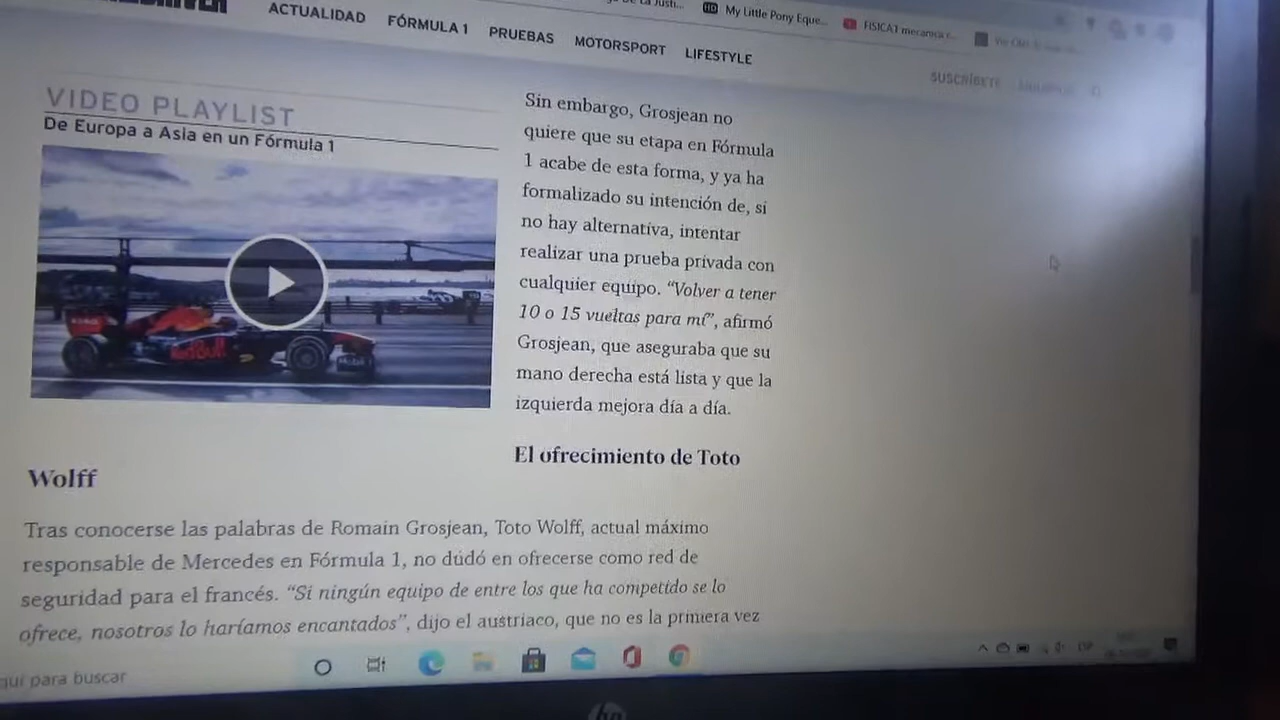 My Little Pony Eque...
FISICA1 mecanica r...
ACTUALIDAD FÓRMULA 1 PRUEBAS MOTORSPORT LIFESTYLE
SUSCRÍBETE
VIDEO PLAYLIST
De Europa a Asia en un Fórmula 1
RedBull
Mobil
Sin embargo, Grosjean no
quiere que su etapa en Fórmula
1 acabe de esta forma, y ya ha
formalizado su intención de, si
no hay alternativa, intentar
realizar una prueba privada con
cualquier equipo. “Volver a tener
10 o 15 vueltas para mí”, afirmó
Grosjean, que aseguraba que su
mano derecha está lista y que la
izquierda mejora día a día.
El ofrecimiento de Toto
Wolff
Tras conocerse las palabras de Romain Grosjean, Toto Wolff, actual máximo
responsable de Mercedes en Fórmula 1, no dudó en ofrecerse como red de
seguridad para el francés. “Si ningún equipo de entre los que ha competido se lo
ofrece, nosotros lo haríamos encantados”, dijo el austriaco, que no es la primera vez
quí para buscar
ESP
hp